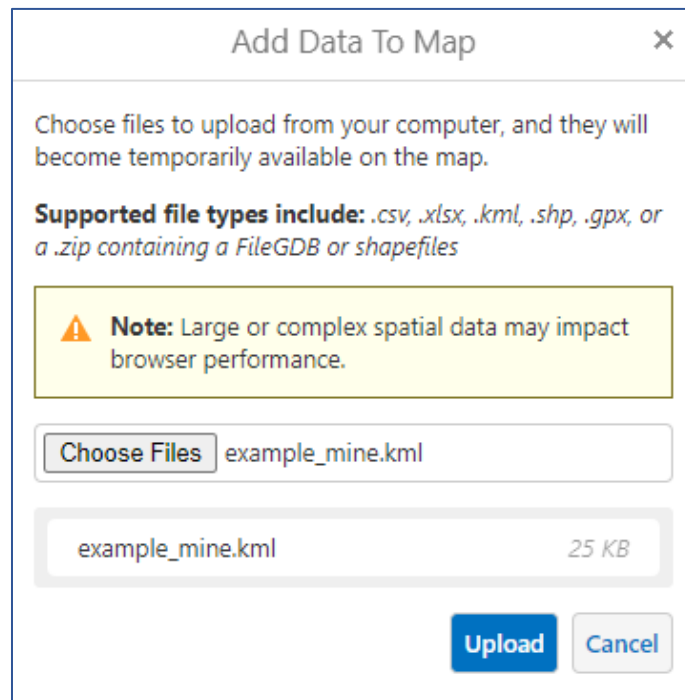 Add Data To Map ×
Choose files to upload from your computer, and they will
become temporarily available on the map.
Supported file types include: .csv, .xlsx, .kml, .shp, .gpx, or
a .zip containing a FileGDB or shapefiles
Note: Large or complex spatial data may impact
browser performance.
Choose Files example_mine.kml
example_mine.kml 25 KB
Upload Cancel